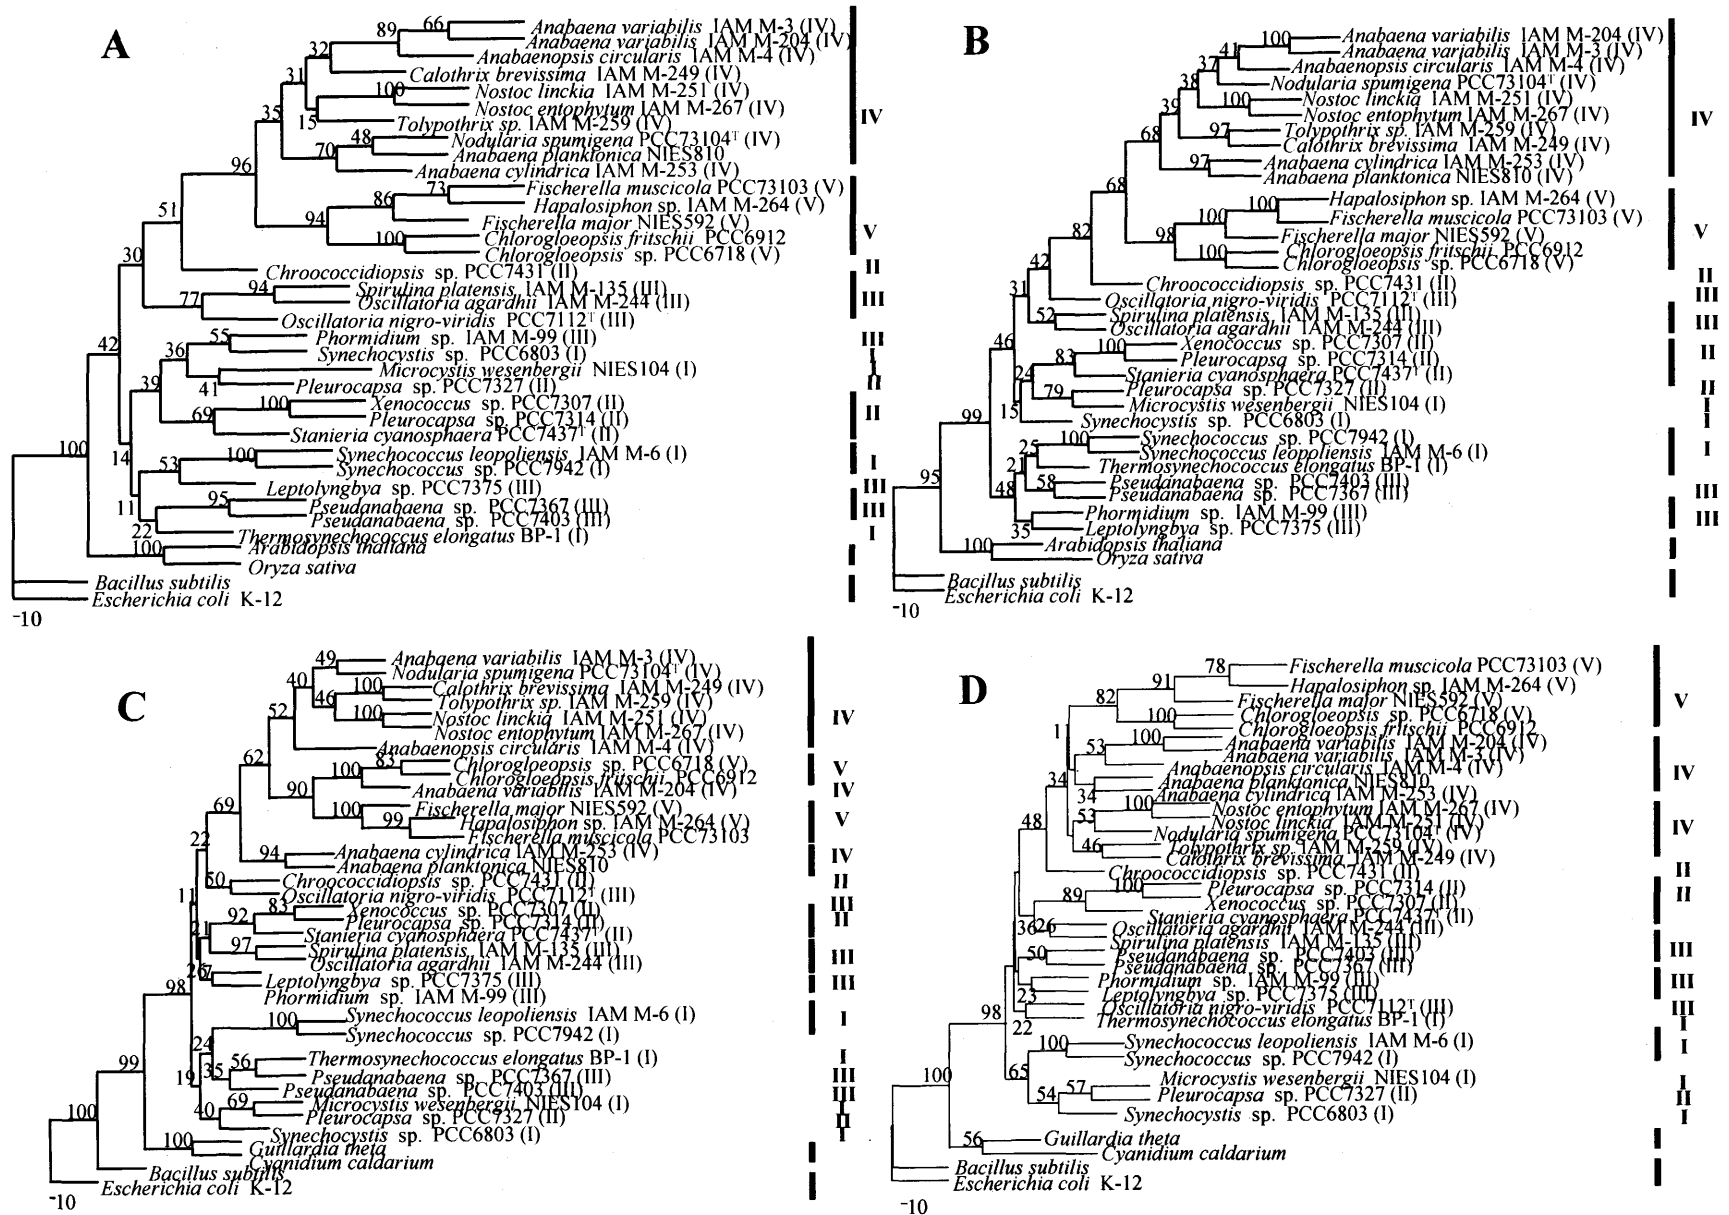 A
66
89
Anabaena variabilis IAM M-3 (IV)
Anabaena variabilis IAM M-204 (IV)
32
Anabaenopsis circularis IAM M-4 (IV)
31
Calothrix brevissima IAM M-249 (IV)
100
Nostoc linckia IAM M-251 (IV)
Nostoc entophytum IAM M-267 (IV)
35
15
Tolypothrix sp. IAM M-259 (IV)
IV
48
Nodularia spumigena PCC73104T (IV)
70
Anabaena planktonica NIES810
Anabaena cylindrica IAM M-253 (IV)
96
73
Fischerella muscicola PCC73103 (V)
86
Hapalosiphon sp. IAM M-264 (V)
51
94
Fischerella major NIES592 (V)
V
100
Chlorogloeopsis fritschii PCC6912
Chlorogloeopsis sp. PCC6718 (V)
30
Chroococcidiopsis sp. PCC7431 (II)
II
94
Spirulina platensis IAM M-135 (III)
77
Oscillatoria agardhii IAM M-244 (III)
III
Oscillatoria nigro-viridis PCC7112T (III)
42
55
Phormidium sp. IAM M-99 (III)
III
36
Synechocystis sp. PCC6803 (I)
I
Microcystis wesenbergii NIES104 (I)
I
39
41
Pleurocapsa sp. PCC7327 (II)
II
100
Xenococcus sp. PCC7307 (II)
69
Pleurocapsa sp. PCC7314 (II)
II
Stanieria cyanosphaera PCC7437T (II)
100
14
100
Synechococcus leopoliensis IAM M-6 (I)
53
Synechococcus sp. PCC7942 (I)
I
Leptolyngbya sp. PCC7375 (III)
III
11
95
Pseudanabaena sp. PCC7367 (III)
III
Pseudanabaena sp. PCC7403 (III)
22
Thermosynechococcus elongatus BP-1 (I)
I
100
Arabidopsis thaliana
Oryza sativa
Bacillus subtilis
Escherichia coli K-12
-10
B
100
Anabaena variabilis IAM M-204 (IV)
41
Anabaena variabilis IAM M-3 (IV)
37
Anabaenopsis circularis IAM M-4 (IV)
38
Nodularia spumigena PCC73104T (IV)
100
Nostoc linckia IAM M-251 (IV)
39
Nostoc entophytum IAM M-267 (IV)
IV
68
97
Tolypothrix sp. IAM M-259 (IV)
Calothrix brevissima IAM M-249 (IV)
97
Anabaena cylindrica IAM M-253 (IV)
Anabaena planktonica NIES810 (IV)
68
100
Hapalosiphon sp. IAM M-264 (V)
100
Fischerella muscicola PCC73103 (V)
82
98
Fischerella major NIES592 (V)
V
100
Chlorogloeopsis fritschii PCC6912
Chlorogloeopsis sp. PCC6718 (V)
42
Chroococcidiopsis sp. PCC7431 (II)
II
31
Oscillatoria nigro-viridis PCC7112T (III)
III
52
Spirulina platensis IAM M-135 (III)
Oscillatoria agardhii IAM M-244 (III)
III
46
100
Xenococcus sp. PCC7307 (II)
83
Pleurocapsa sp. PCC7314 (II)
II
24
Stanieria cyanosphaera PCC7437T (II)
79
Pleurocapsa sp. PCC7327 (II)
II
15
Microcystis wesenbergii NIES104 (I)
I
99
Synechocystis sp. PCC6803 (I)
I
100
Synechococcus sp. PCC7942 (I)
25
Synechococcus leopoliensis IAM M-6 (I)
I
21
Thermosynechococcus elongatus BP-1 (I)
95
58
Pseudanabaena sp. PCC7403 (III)
48
Pseudanabaena sp. PCC7367 (III)
III
Phormidium sp. IAM M-99 (III)
35
Leptolyngbya sp. PCC7375 (III)
III
100
Arabidopsis thaliana
Oryza sativa
Bacillus subtilis
Escherichia coli K-12
-10
C
49
Anabaena variabilis IAM M-3 (IV)
Nodularia spumigena PCC73104T (IV)
40
100
Calothrix brevissima IAM M-249 (IV)
46
Tolypothrix sp. IAM M-259 (IV)
52
100
Nostoc linckia IAM M-251 (IV)
IV
Nostoc entophytum IAM M-267 (IV)
Anabaenopsis circularis IAM M-4 (IV)
62
83
Chlorogloeopsis sp. PCC6718 (V)
100
Chlorogloeopsis fritschii PCC6912
V
90
Anabaena variabilis IAM M-204 (IV)
IV
69
100
Fischerella major NIES592 (V)
99
Hapalosiphon sp. IAM M-264 (V)
V
Fischerella muscicola PCC73103
22
94
Anabaena cylindrica IAM M-253 (IV)
IV
Anabaena planktonica NIES810
50
Chroococcidiopsis sp. PCC7431 (II)
II
11
Oscillatoria nigro-viridis PCC7112T (III)
III
83
Xenococcus sp. PCC7307 (II)
92
Pleurocapsa sp. PCC7314 (II)
II
21
Stanieria cyanosphaera PCC7437T (II)
97
Spirulina platensis IAM M-135 (III)
III
Oscillatoria agardhii IAM M-244 (III)
Leptolyngbya sp. PCC7375 (III)
III
98
Phormidium sp. IAM M-99 (III)
100
Synechococcus leopoliensis IAM M-6 (I)
I
Synechococcus sp. PCC7942 (I)
24
99
56
Thermosynechococcus elongatus BP-1 (I)
I
19
35
Pseudanabaena sp. PCC7367 (III)
III
Pseudanabaena sp. PCC7403 (III)
III
69
Microcystis wesenbergii NIES104 (I)
I
100
40
Pleurocapsa sp. PCC7327 (II)
II
Synechocystis sp. PCC6803 (I)
I
100
Guillardia theta
Cyanidium caldarium
Bacillus subtilis
Escherichia coli K-12
-10
D
78
Fischerella muscicola PCC73103 (V)
91
Hapalosiphon sp. IAM M-264 (V)
82
Fischerella major NIES592 (V)
V
100
Chlorogloeopsis sp. PCC6718 (V)
Chlorogloeopsis fritschii PCC6912
11
100
Anabaena variabilis IAM M-204 (IV)
53
Anabaena variabilis IAM M-3 (IV)
Anabaenopsis circularis IAM M-4 (IV)
IV
34
Anabaena planktonica NIES810
34
Anabaena cylindrica IAM M-253 (IV)
100
Nostoc entophytum IAM M-267 (IV)
53
Nostoc linckia IAM M-251 (IV)
48
Nodularia spumigena PCC73104T (IV)
IV
46
Tolypothrix sp. IAM M-259 (IV)
Calothrix brevissima IAM M-249 (IV)
Chroococcidiopsis sp. PCC7431 (II)
II
100
Pleurocapsa sp. PCC7314 (II)
II
89
Xenococcus sp. PCC7307 (II)
Stanieria cyanosphaera PCC7437T (II)
36
26
Oscillatoria agardhii IAM M-244 (III)
Spirulina platensis IAM M-135 (III)
III
50
Pseudanabaena sp. PCC7403 (III)
Pseudanabaena sp. PCC7367 (III)
Phormidium sp. IAM M-99 (III)
III
23
Leptolyngbya sp. PCC7375 (III)
Oscillatoria nigro-viridis PCC7112T (III)
III
98
22
Thermosynechococcus elongatus BP-1 (I)
I
100
Synechococcus leopoliensis IAM M-6 (I)
I
Synechococcus sp. PCC7942 (I)
100
65
Microcystis wesenbergii NIES104 (I)
I
57
54
Pleurocapsa sp. PCC7327 (II)
II
Synechocystis sp. PCC6803 (I)
I
56
Guillardia theta
Cyanidium caldarium
Bacillus subtilis
Escherichia coli K-12
-10